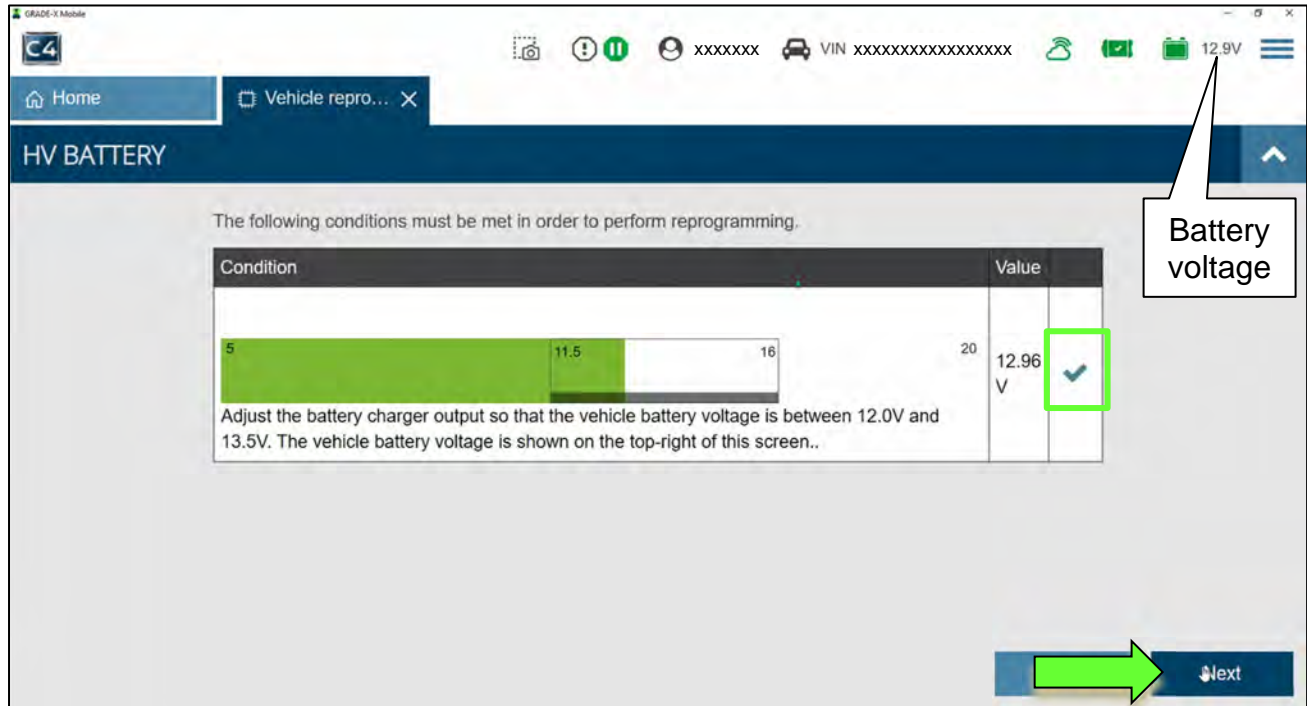 GRADE-X Mobile
C4
xxxxxxx
VIN xxxxxxxxxxxxxxxxx
12.9V
Home
Vehicle repro...
HV BATTERY
Battery
voltage
The following conditions must be met in order to perform reprogramming.
Condition
Value
5
11.5
16
20
12.96
V
Adjust the battery charger output so that the vehicle battery voltage is between 12.0V and
13.5V. The vehicle battery voltage is shown on the top-right of this screen..
Next